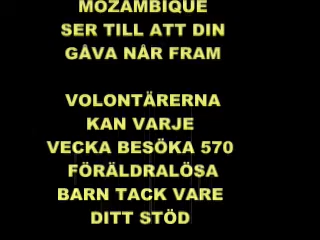 MOZAMBIQUE
SER TILL ATT DIN
GÅVA NÅR FRAM
VOLONTÄRERNA
KAN VARJE
VECKA BESÖKA 570
FÖRÄLDRALÖSA
BARN TACK VARE
DITT STÖD